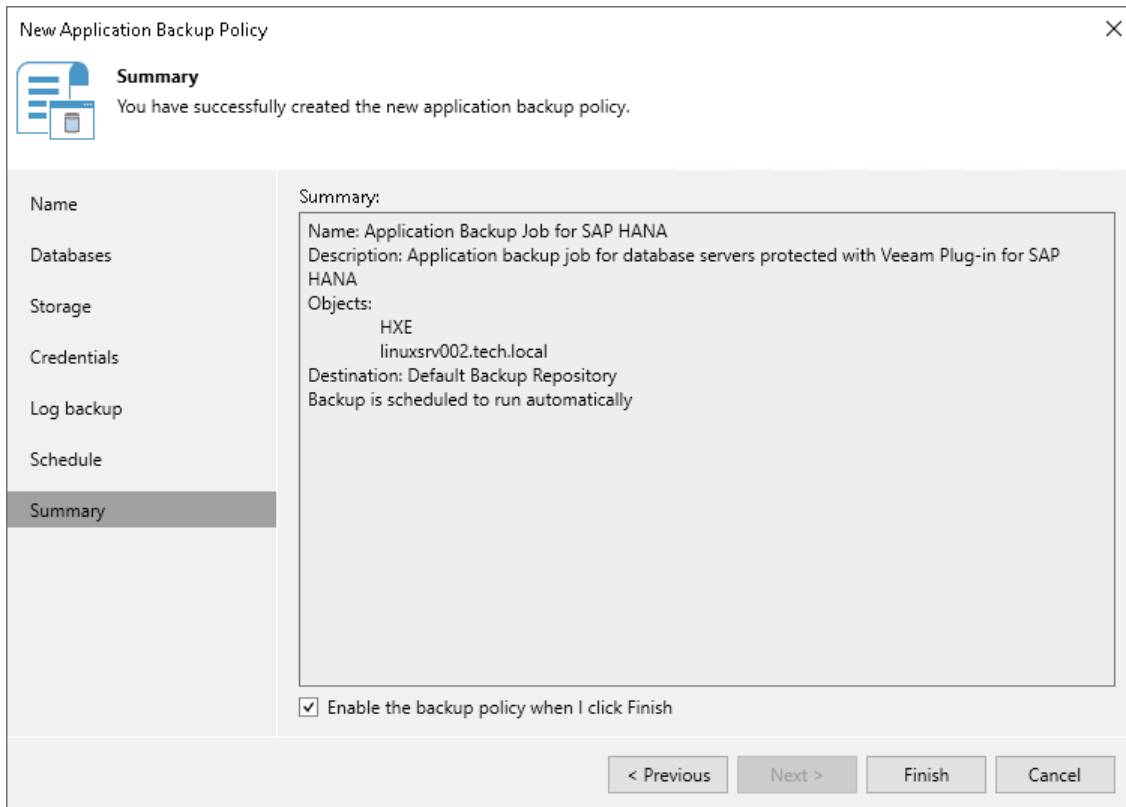 New Application Backup Policy
Summary
You have successfully created the new application backup policy.
Name
Databases
Storage
Credentials
Log backup
Schedule
Summary
Summary:
Name: Application Backup Job for SAP HANA
Description: Application backup job for database servers protected with Veeam Plug-in for SAP
HANA
Objects:
HXE
linuxsrv002.tech.local
Destination: Default Backup Repository
Backup is scheduled to run automatically
Enable the backup policy when I click Finish
< Previous
Next >
Finish
Cancel